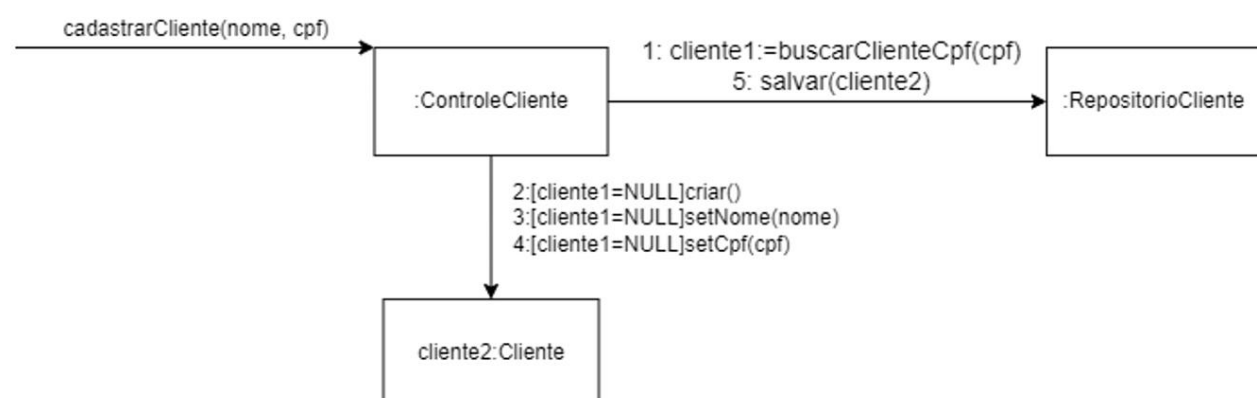 cadastrarCliente(nome, cpf)
1: cliente1:=buscarClienteCpf(cpf)
5: salvar(cliente2)
:ControleCliente
:RepositorioCliente
2:[cliente1=NULL]criar()
3:[cliente1=NULL]setNome(nome)
4:[cliente1=NULL]setCpf(cpf)
cliente2:Cliente